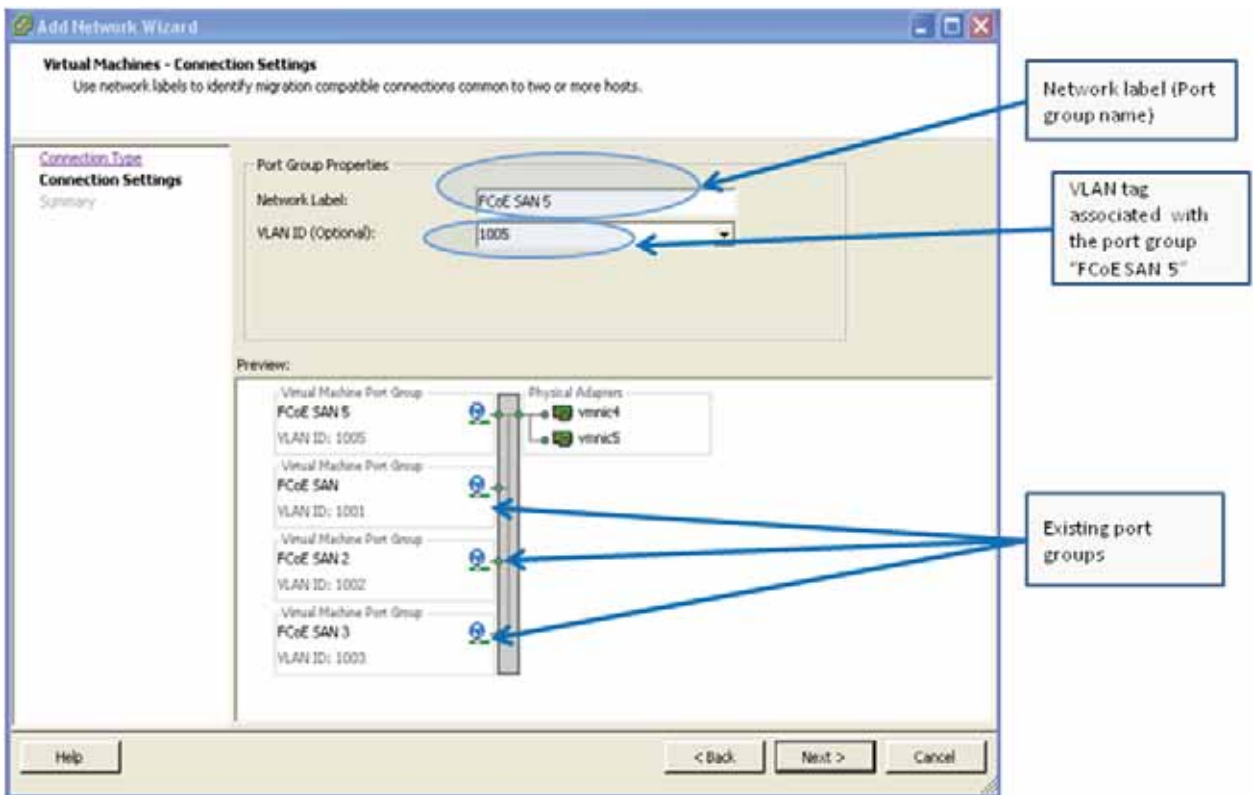 Add Network Wizard
Virtual Machines - Connection Settings
Use network labels to identify migration compatible connections common to two or more hosts.
Connection Type
Connection Settings
Summary
Port Group Properties
Network Label:
FCoE SAN 5
VLAN ID (Optional):
1005
Preview:
Virtual Machine Port Group
FCoE SAN 5
VLAN ID: 1005
Physical Adapters
vmnic4
vmnic5
Virtual Machine Port Group
FCoE SAN
VLAN ID: 1001
Virtual Machine Port Group
FCoE SAN 2
VLAN ID: 1002
Virtual Machine Port Group
FCoE SAN 3
VLAN ID: 1003
Help
< Back
Next >
Cancel
Network label (Port
group name)
VLAN tag
associated with
the port group
"FCoE SAN 5"
Existing port
groups